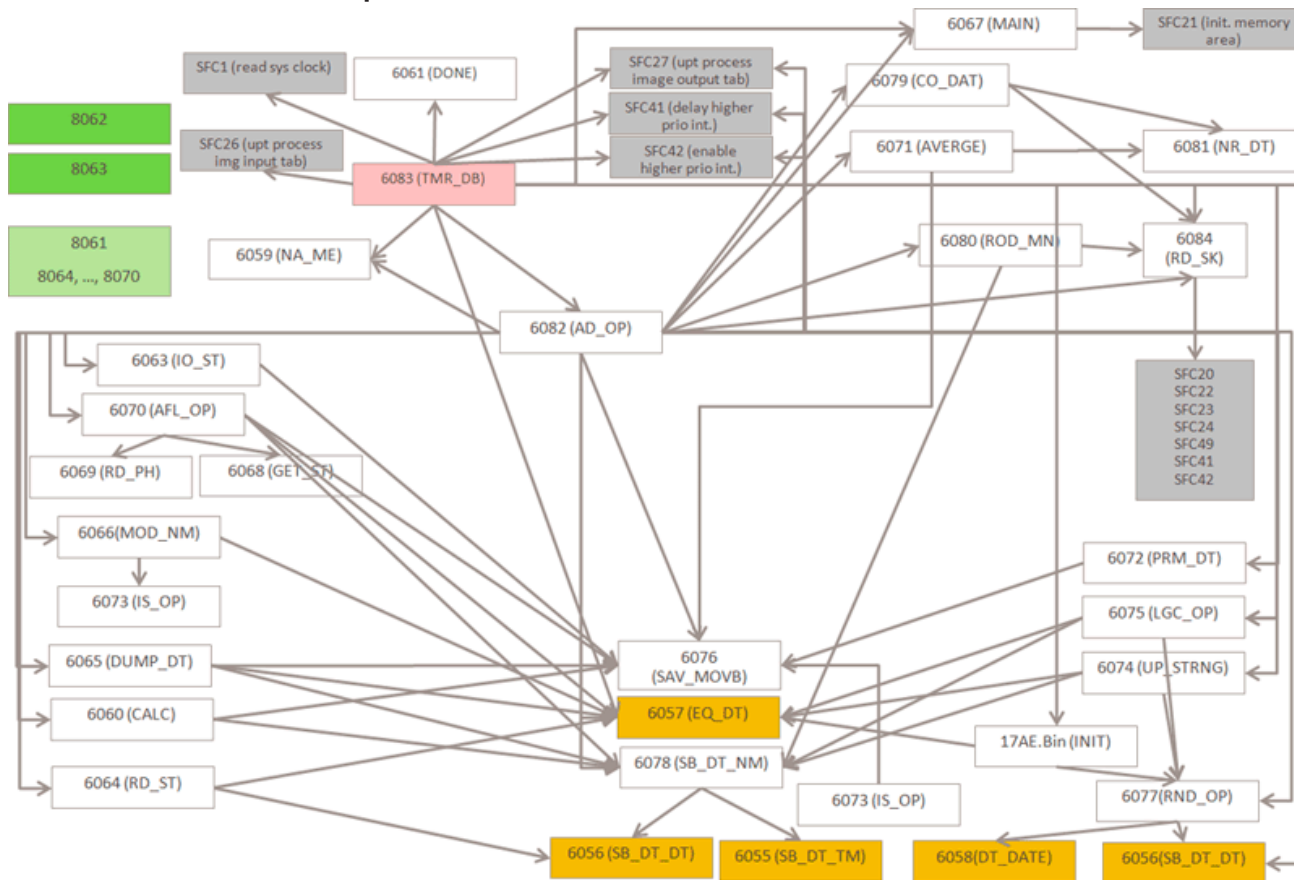 6067 (MAIN)
SFC21 (init. memory
area)
SFC1 (read sys clock)
6061 (DONE)
SFC27 (upt process
image output tab)
6079 (CO_DAT)
8062
SFC41 (delay higher
prio int.)
SFC26 (upt process
img input tab)
8063
SFC42 (enable
higher prio int.)
6071 (AVERGE)
6081 (NR_DT)
6083 (TMR_DB)
8061
8064, ..., 8070
6059 (NA_ME)
6080 (ROD_MN)
6084
(RD_SK)
6082 (AD_OP)
6063 (IO_ST)
SFC20
SFC22
SFC23
SFC24
SFC49
SFC41
SFC42
6070 (AFL_OP)
6069 (RD_PH)
6068 (GET_ST)
6066(MOD_NM)
6072 (PRM_DT)
6073 (IS_OP)
6075 (LGC_OP)
6065 (DUMP_DT)
6076
(SAV_MOVB)
6074 (UP_STRNG)
6060 (CALC)
6057 (EQ_DT)
17AE.Bin (INIT)
6064 (RD_ST)
6078 (SB_DT_NM)
6073 (IS_OP)
6077(RND_OP)
6056 (SB_DT_DT)
6055 (SB_DT_TM)
6058(DT_DATE)
6056(SB_DT_DT)